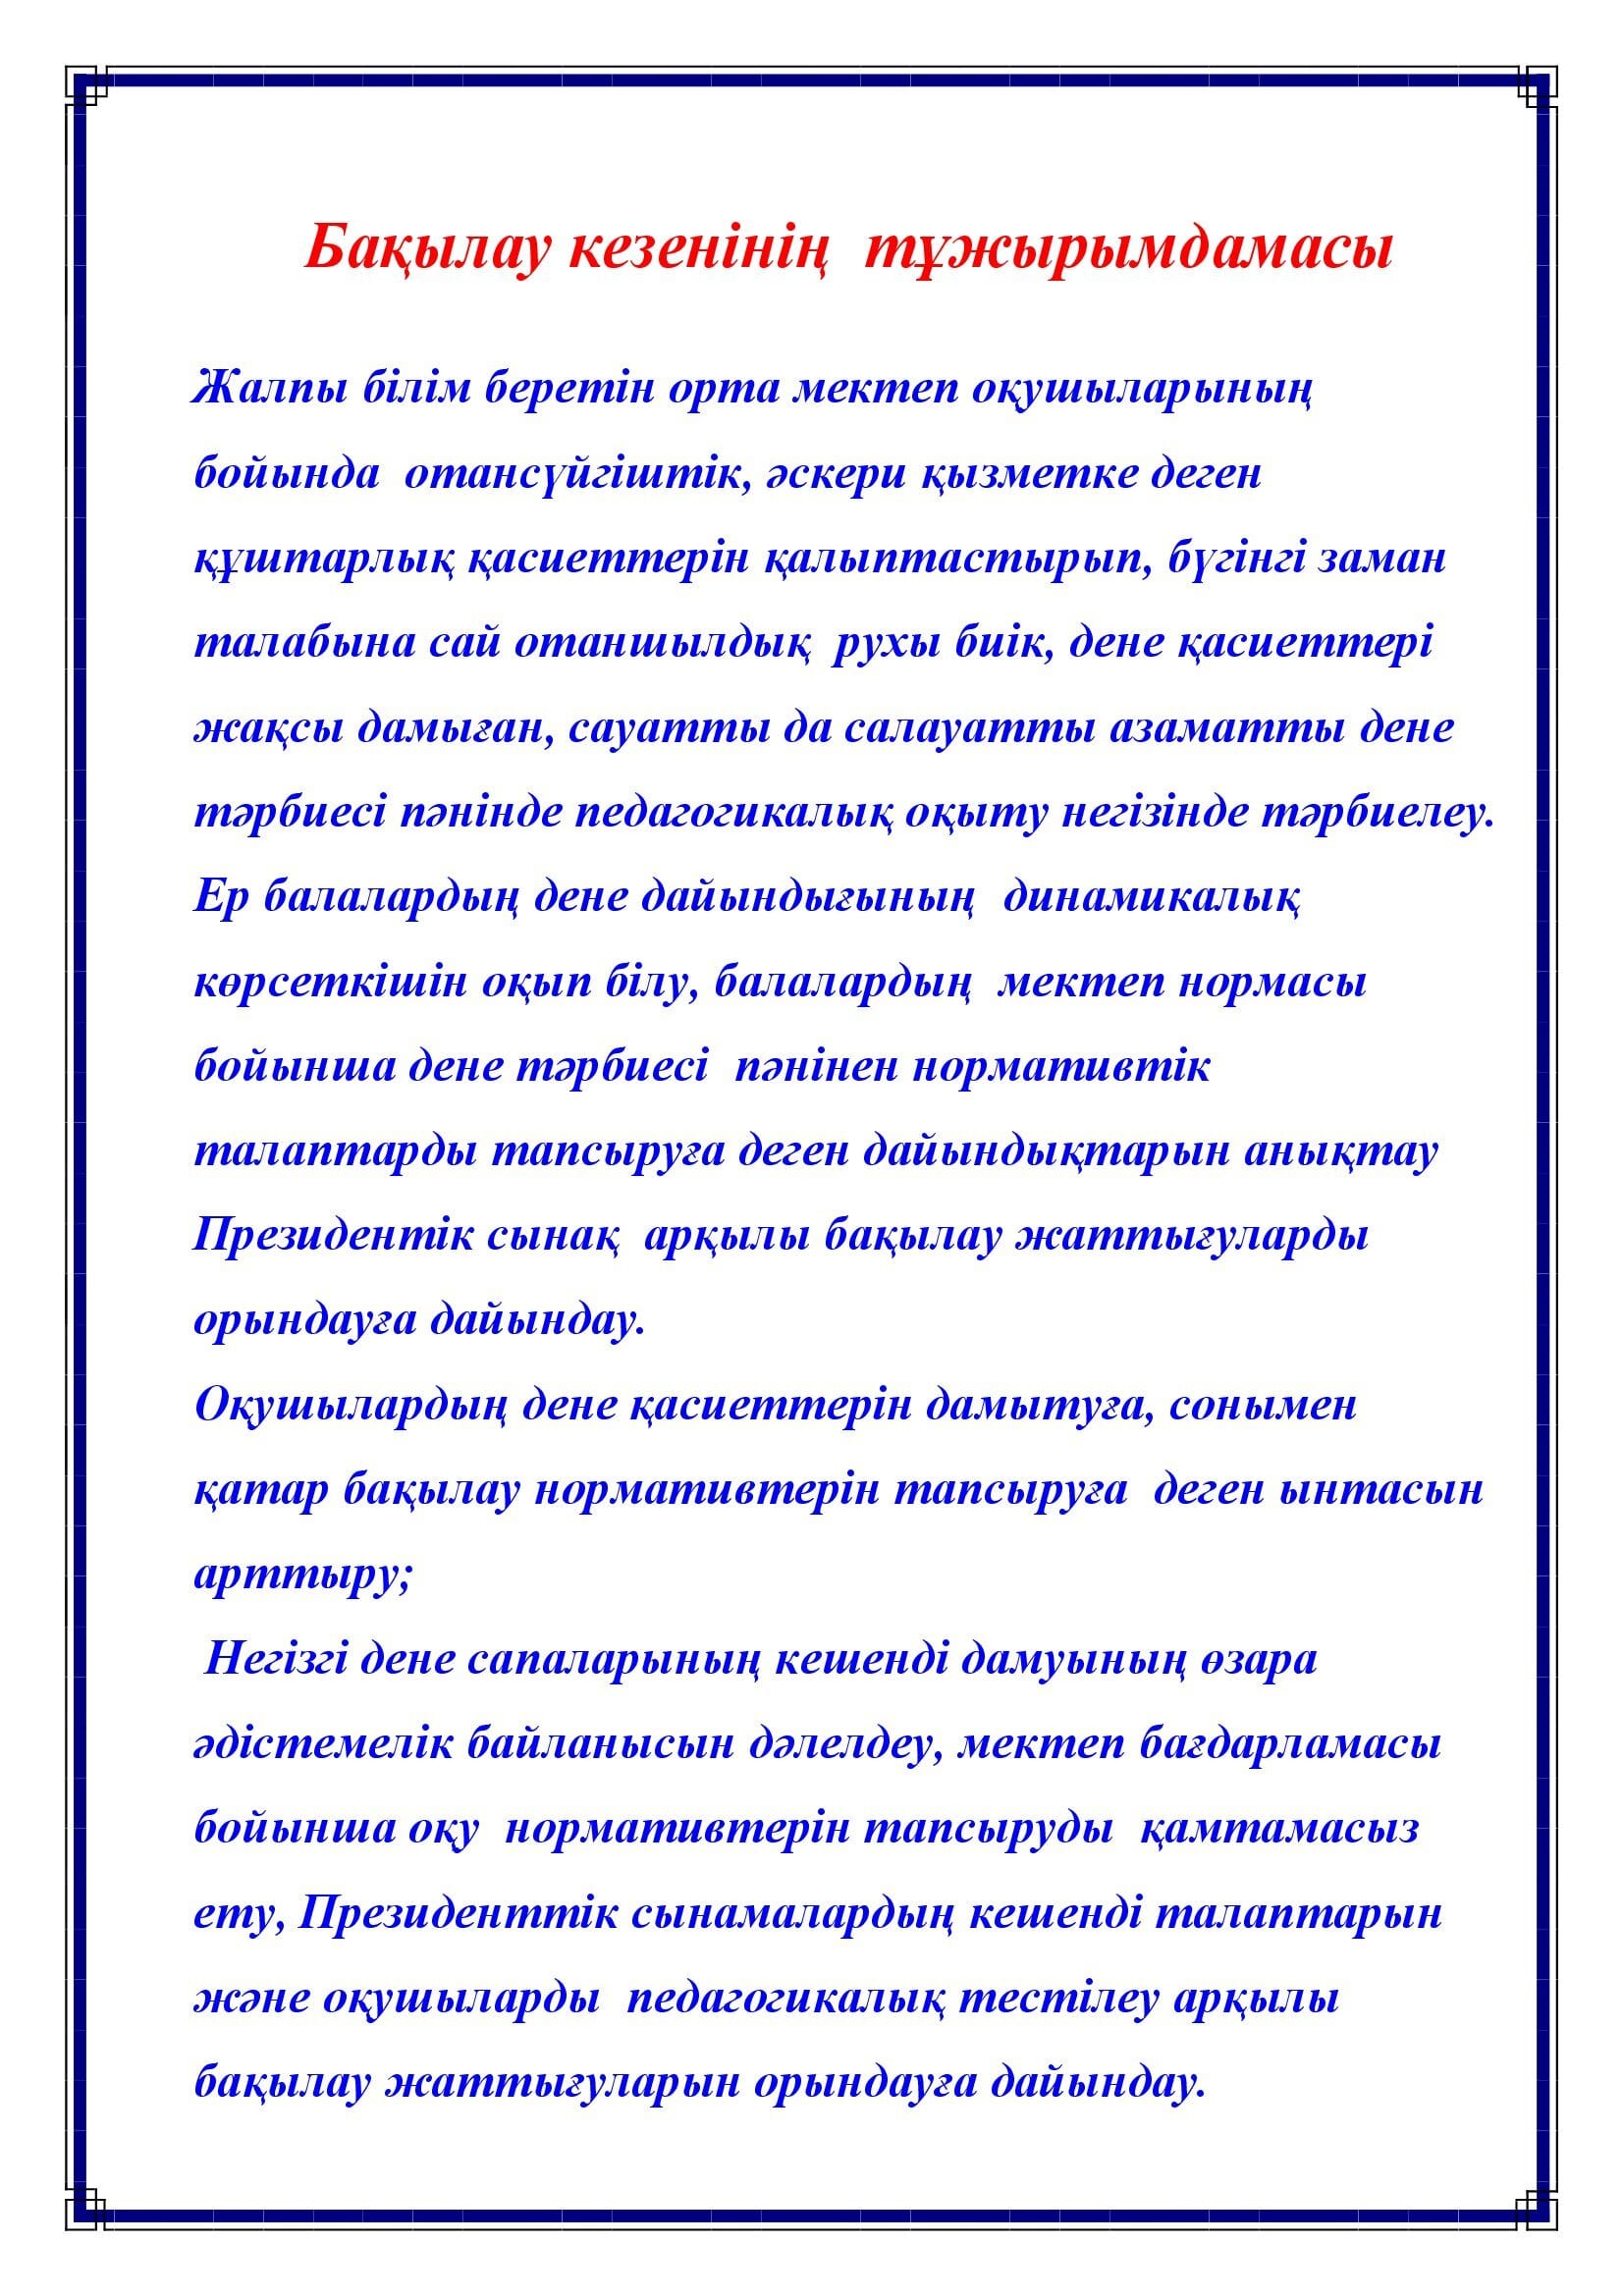 Бақылау кезенінің тұжырымдамасы
Жалпы білім беретін орта мектеп оқушыларының
бойында отансүйгіштік, әскери қызметке деген
құштарлық қасиеттерін қалыптастырып, бүгінгі заман
талабына сай отаншылдық рухы биік, дене қасиеттері
жақсы дамыған, сауатты да салауатты азаматты дене
тәрбиесі пәнінде педагогикалық оқыту негізінде тәрбиелеу.
Ер балалардың дене дайындығының динамикалық
көрсеткішін оқып білу, балалардың мектеп нормасы
бойынша дене тәрбиесі пәнінен нормативтік
талаптарды тапсыруға деген дайындықтарын анықтау
Президентік сынақ арқылы бақылау жаттығуларды
орындауға дайындау.
Оқушылардың дене қасиеттерін дамытуға, сонымен
қатар бақылау нормативтерін тапсыруға деген ынтасын
арттыру;
Негізгі дене сапаларының кешенді дамуының өзара
әдістемелік байланысын дәлелдеу, мектеп бағдарламасы
бойынша оқу нормативтерін тапсыруды қамтамасыз
ету, Президенттік сынамалардың кешенді талаптарын
және оқушыларды педагогикалық тестілеу арқылы
бақылау жаттығуларын орындауға дайындау.